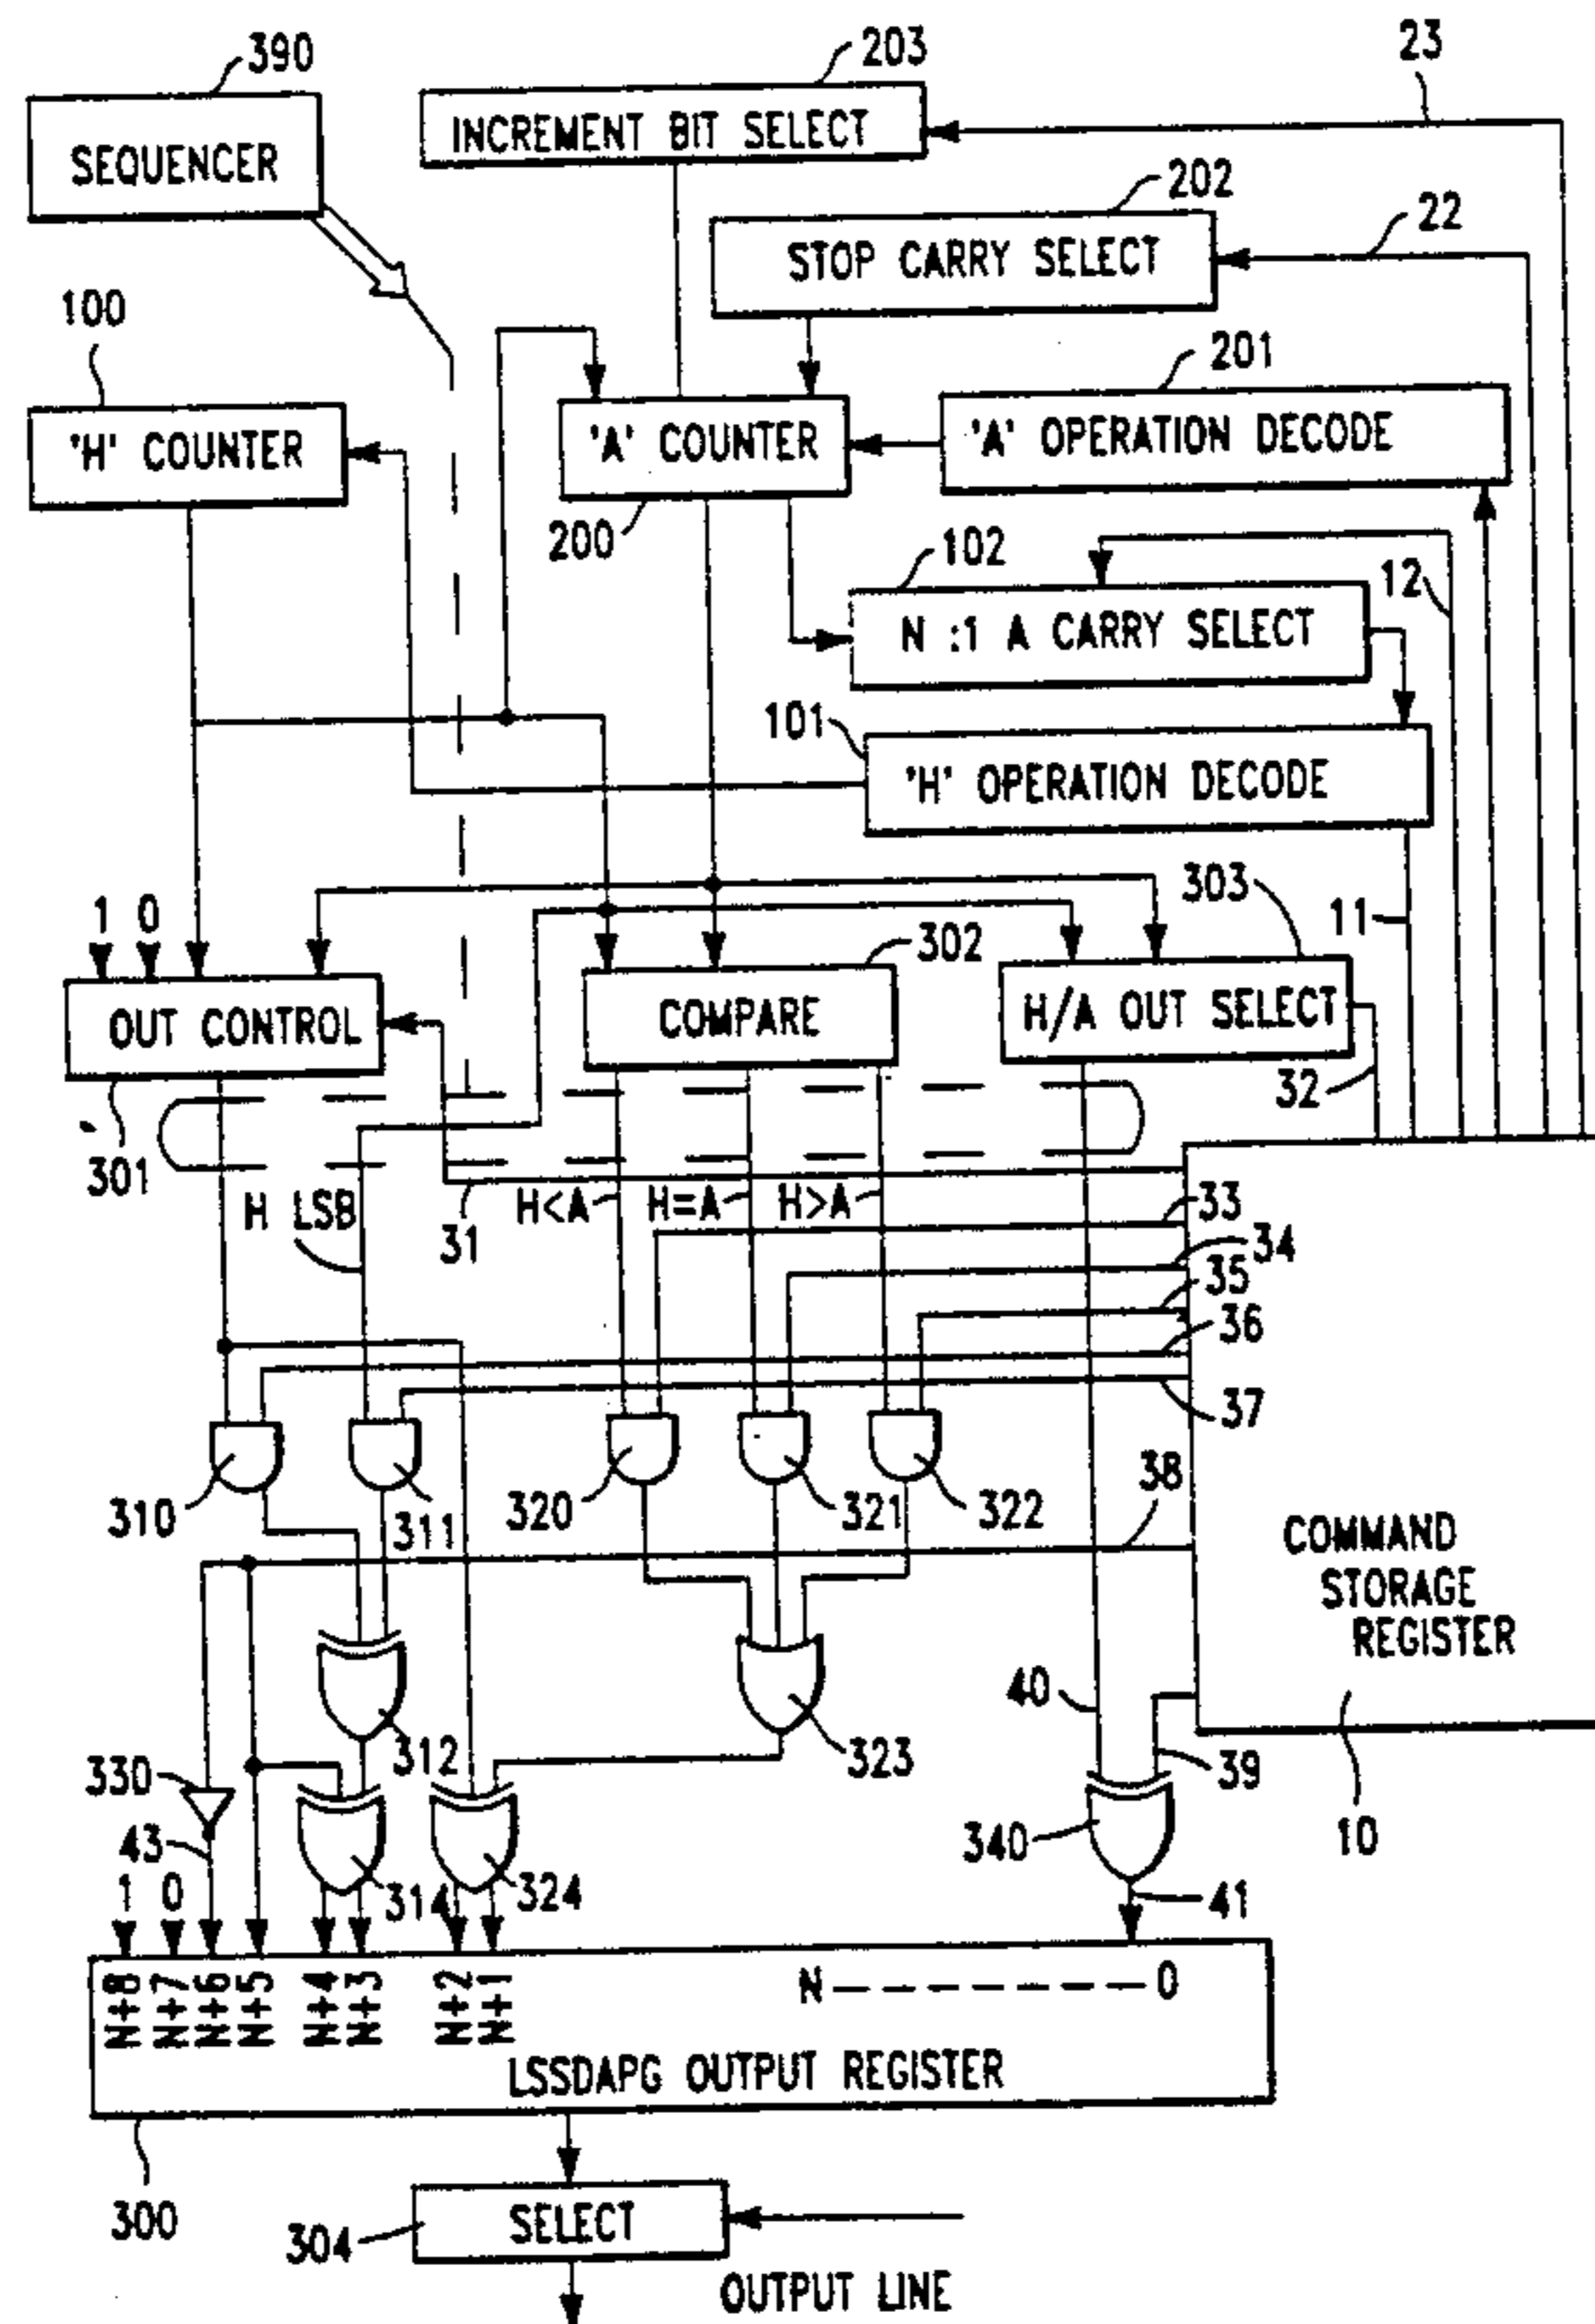 390
203
23
SEQUENCER
INCREMENT BIT SELECT
202
22
STOP CARRY SELECT
100
201
'H' COUNTER
'A' COUNTER
'A' OPERATION DECODE
200
102
12
N :1 A CARRY SELECT
101
'H' OPERATION DECODE
303
1 0
11
302
OUT CONTROL
COMPARE
H/A OUT SELECT
32
301
H LSB
31
H<A
H=A
H>A
33
34
35
36
37
310
311
320
321
322
38
COMMAND
STORAGE
REGISTER
40
312
323
330
39
43
340
10
1 0
314
324
41
N+8
N+7
N+6
N+5
N+4
N+3
N+2
N+1
N-------0
LSSDAPG OUTPUT REGISTER
300
304
SELECT
OUTPUT LINE